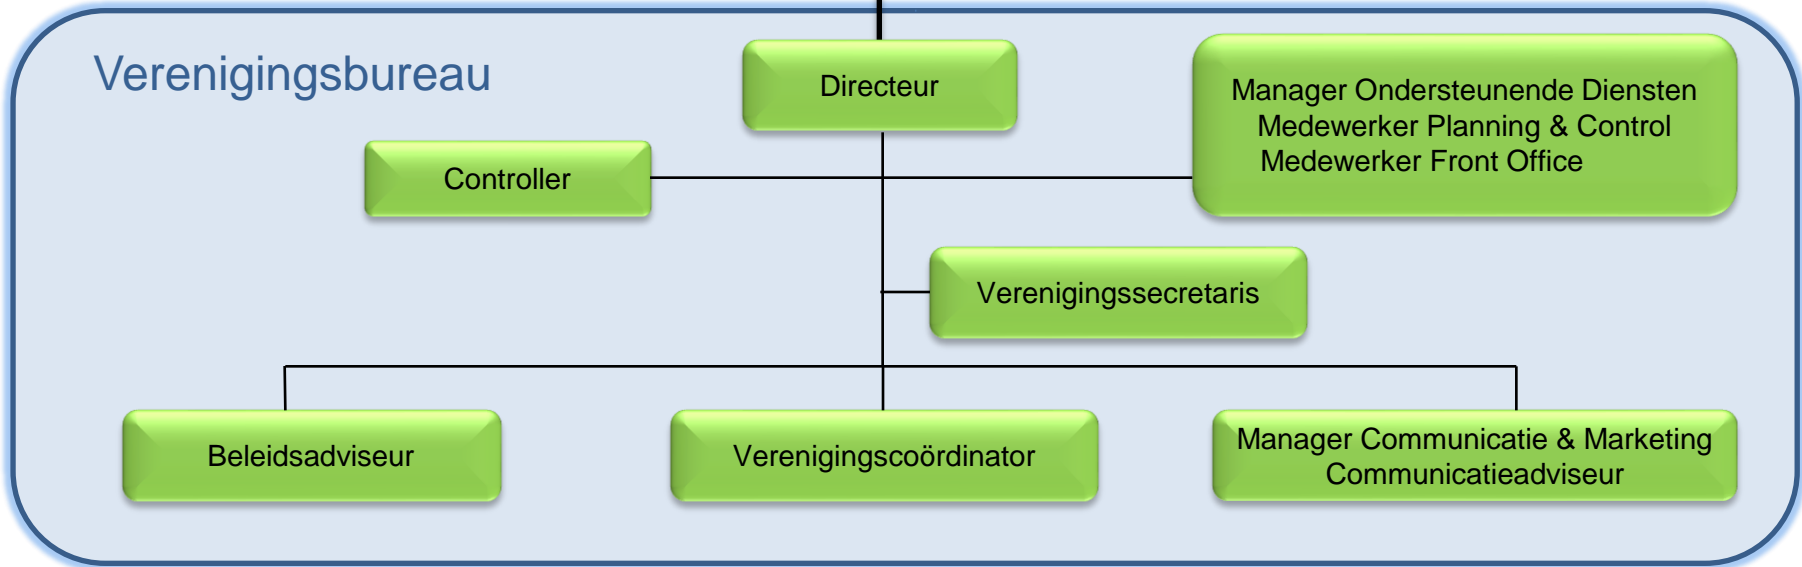 Verenigingsbureau
Directeur
Manager Ondersteunende Diensten
Medewerker Planning & Control
Medewerker Front Office
Controller
Verenigingssecretaris
Beleidsadviseur
Verenigingscoördinator
Manager Communicatie & Marketing
Communicatieadviseur